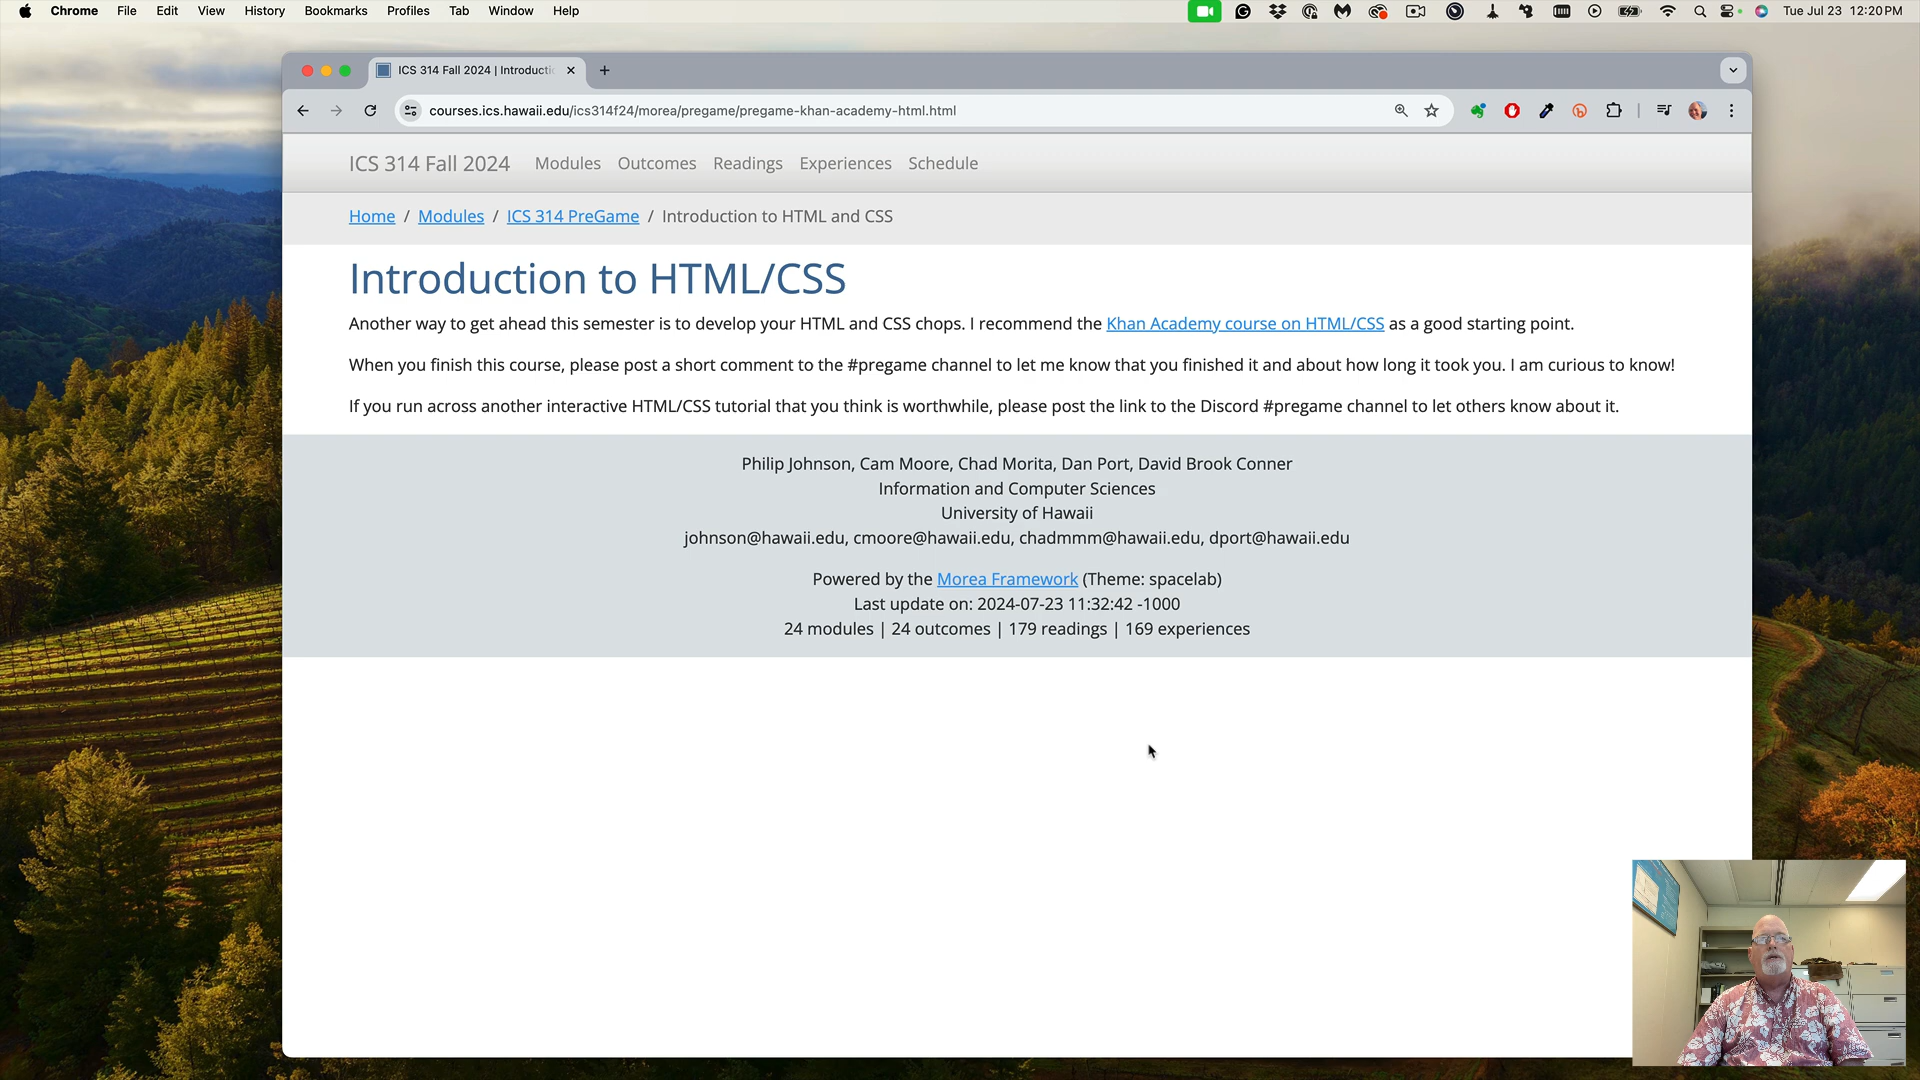 Chrome File Edit View History Bookmarks Profiles Tab Window Help Tue Jul 23 12:20 PM
ICS 314 Fall 2024 | Introducti
courses.ics.hawaii.edu/ics314f24/morea/pregame/pregame-khan-academy-html.html
ICS 314 Fall 2024 Modules Outcomes Readings Experiences Schedule
Home / Modules / ICS 314 PreGame / Introduction to HTML and CSS
Introduction to HTML/CSS
Another way to get ahead this semester is to develop your HTML and CSS chops. I recommend the Khan Academy course on HTML/CSS as a good starting point.
When you finish this course, please post a short comment to the #pregame channel to let me know that you finished it and about how long it took you. I am curious to know!
If you run across another interactive HTML/CSS tutorial that you think is worthwhile, please post the link to the Discord #pregame channel to let others know about it.
Philip Johnson, Cam Moore, Chad Morita, Dan Port, David Brook Conner
Information and Computer Sciences
University of Hawaii
johnson@hawaii.edu, cmoore@hawaii.edu, chadmmm@hawaii.edu, dport@hawaii.edu
Powered by the Morea Framework (Theme: spacelab)
Last update on: 2024-07-23 11:32:42 -1000
24 modules | 24 outcomes | 179 readings | 169 experiences